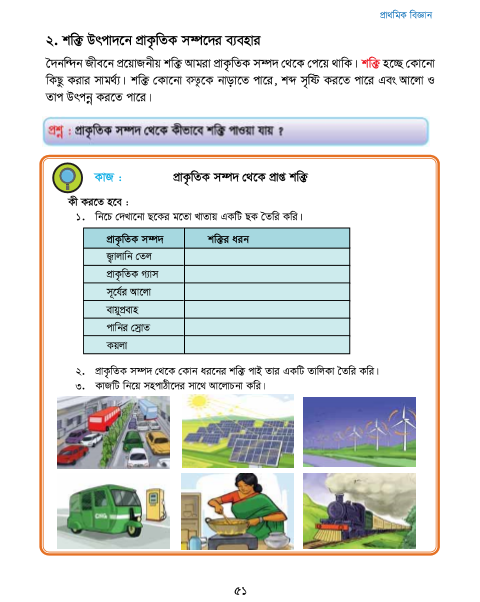 প্রাথমিক বিজ্ঞান
২. শক্তি উৎপাদনে প্রাকৃতিক সম্পদের ব্যবহার
দৈনন্দিন জীবনে প্রয়োজনীয় শক্তি আমরা প্রাকৃতিক সম্পদ থেকে পেয়ে থাকি। শক্তি হচ্ছে কোনো
কিছু করার সামর্থ্য। শক্তি কোনো বস্তুকে নাড়াতে পারে, শব্দ সৃষ্টি করতে পারে এবং আলো ও
তাপ উৎপন্ন করতে পারে।
প্রশ্ন : প্রাকৃতিক সম্পদ থেকে কীভাবে শক্তি পাওয়া যায় ?
কাজ : প্রাকৃতিক সম্পদ থেকে প্রাপ্ত শক্তি
কী করতে হবে :
১. নিচে দেখানো ছকের মতো খাতায় একটি ছক তৈরি করি।
প্রাকৃতিক সম্পদ শক্তির ধরন
জ্বালানি তেল
প্রাকৃতিক গ্যাস
সূর্যের আলো
বায়ুপ্রবাহ
পানির স্রোত
কয়লা
২. প্রাকৃতিক সম্পদ থেকে কোন ধরনের শক্তি পাই তার একটি তালিকা তৈরি করি।
৩. কাজটি নিয়ে সহপাঠীদের সাথে আলোচনা করি।
৫১